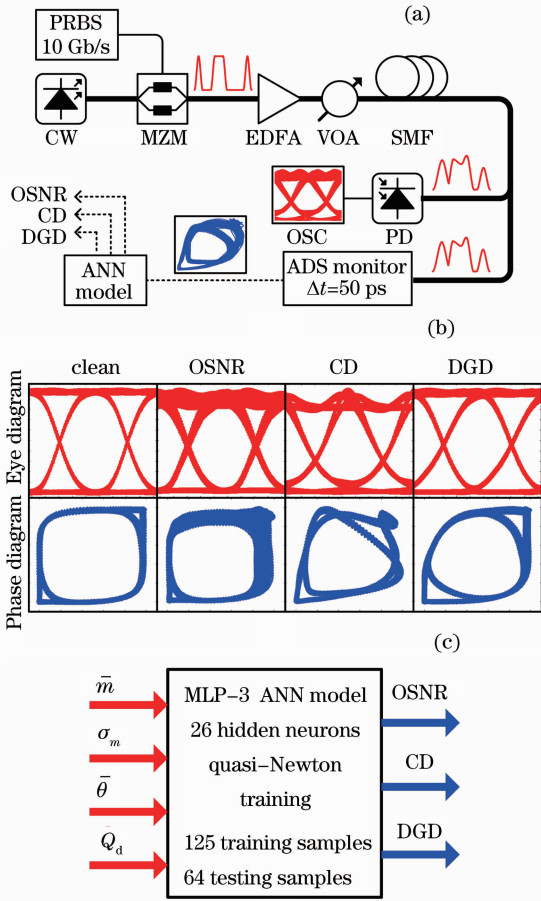 (a)
PRBS
10 Gb/s
CW
MZM
EDFA
VOA
SMF
OSNR
CD
DGD
OSC
PD
ANN
model
ADS monitor
Δt=50 ps
(b)
clean
OSNR
CD
DGD
Eye diagram
Phase diagram
(c)
m̄
σm
θ̄
Q̄d
MLP-3 ANN model
26 hidden neurons
quasi-Newton
training
125 training samples
64 testing samples
OSNR
CD
DGD